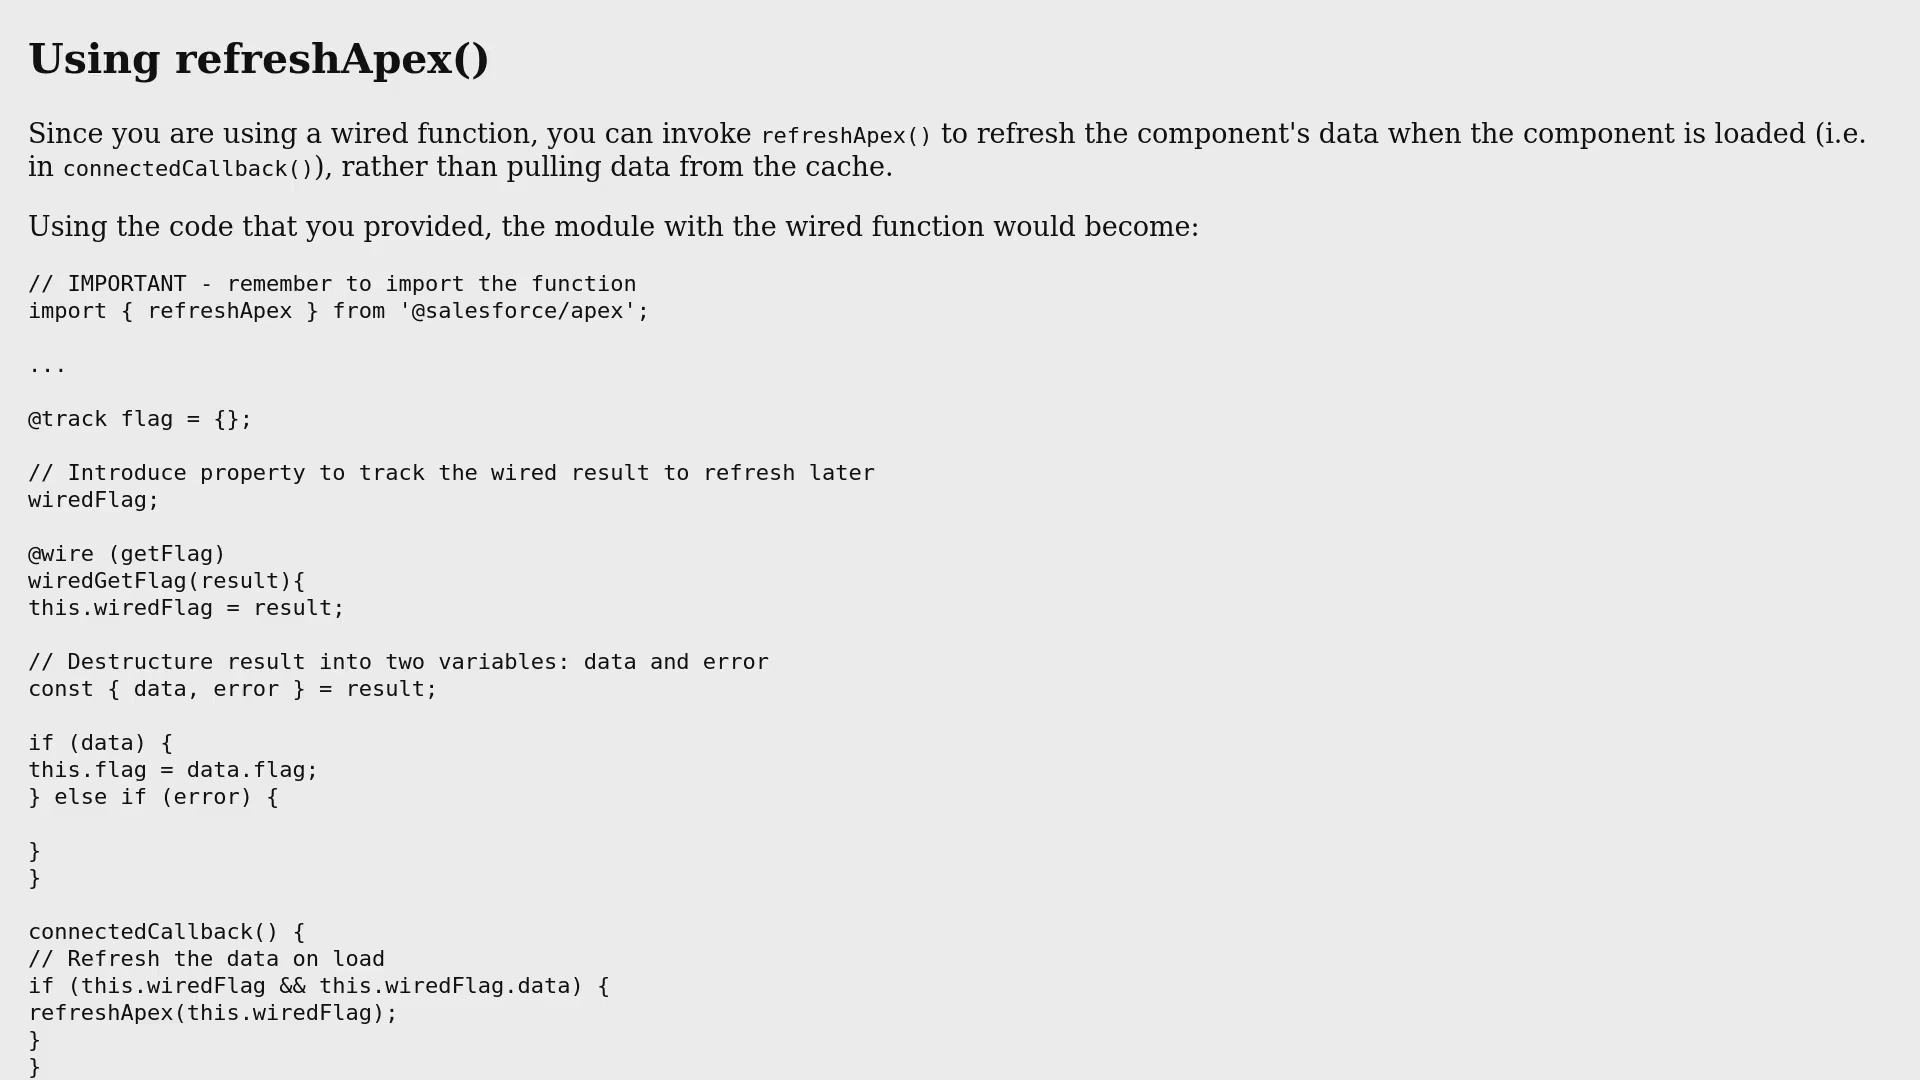 Using refreshApex()
Since you are using a wired function, you can invoke refreshApex() to refresh the component's data when the component is loaded (i.e.
in connectedCallback()), rather than pulling data from the cache.
Using the code that you provided, the module with the wired function would become:
// IMPORTANT - remember to import the function
import { refreshApex } from '@salesforce/apex';
...
@track flag = {};
// Introduce property to track the wired result to refresh later
wiredFlag;
@wire (getFlag)
wiredGetFlag(result){
this.wiredFlag = result;
// Destructure result into two variables: data and error
const { data, error } = result;
if (data) {
this.flag = data.flag;
} else if (error) {
}
}
connectedCallback() {
// Refresh the data on load
if (this.wiredFlag && this.wiredFlag.data) {
refreshApex(this.wiredFlag);
}
}